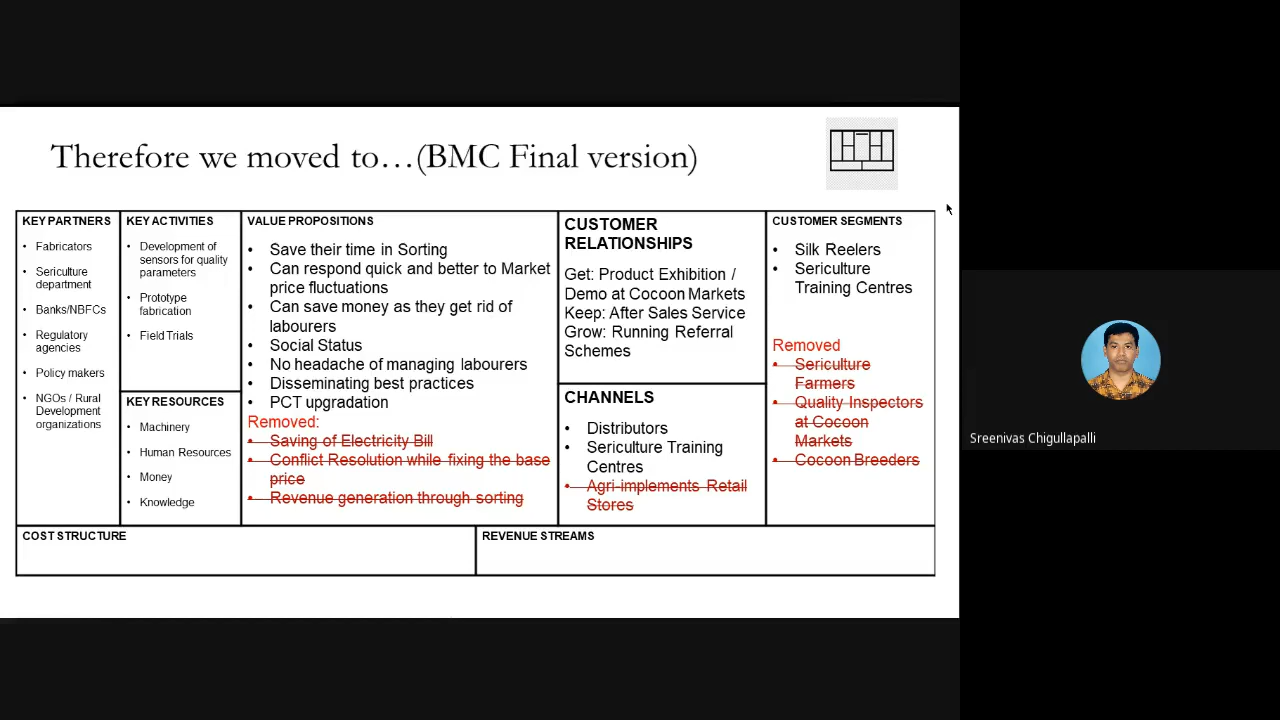 Therefore we moved to…(BMC Final version)
KEY PARTNERS
• Fabricators
• Sericulture
department
• Banks/NBFCs
• Regulatory
agencies
• Policy makers
• NGOs / Rural
Development
organizations
KEY ACTIVITIES
• Development of
sensors for quality
parameters
• Prototype
fabrication
• Field Trials
KEY RESOURCES
• Machinery
• Human Resources
• Money
• Knowledge
VALUE PROPOSITIONS
• Save their time in Sorting
• Can respond quick and better to Market
price fluctuations
• Can save money as they get rid of
labourers
• Social Status
• No headache of managing labourers
• Disseminating best practices
• PCT upgradation
Removed:
• Saving of Electricity Bill
• Conflict Resolution while fixing the base
price
• Revenue generation through sorting
CUSTOMER
RELATIONSHIPS
Get: Product Exhibition /
Demo at Cocoon Markets
Keep: After Sales Service
Grow: Running Referral
Schemes
CHANNELS
• Distributors
• Sericulture Training
Centres
• Agri-implements Retail
Stores
CUSTOMER SEGMENTS
• Silk Reelers
• Sericulture
Training Centres
Removed
• Sericulture
Farmers
• Quality Inspectors
at Cocoon
Markets
• Cocoon Breeders
COST STRUCTURE
REVENUE STREAMS
Sreenivas Chigullapalli